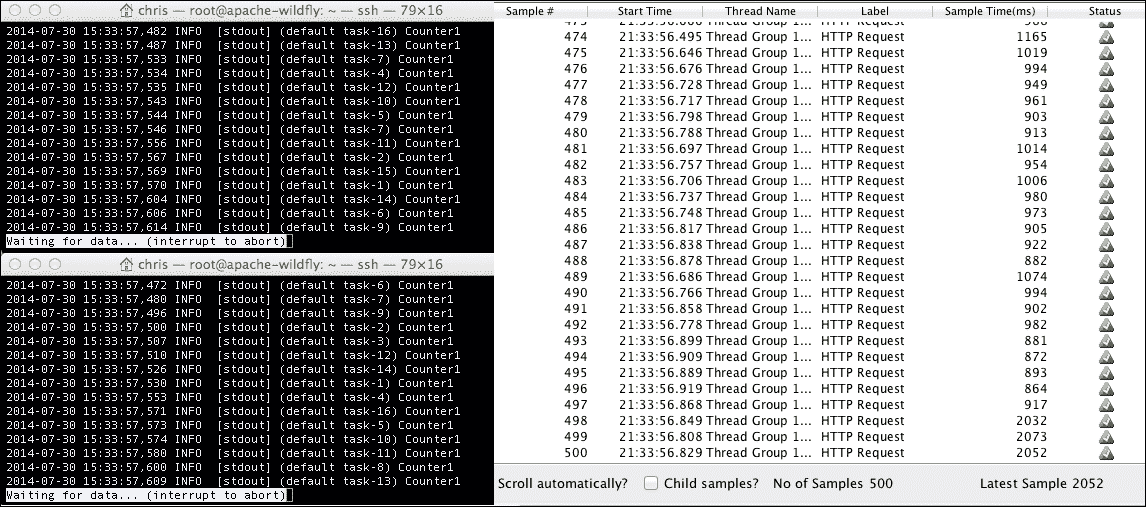 chris — root@apache-wildfly: ~ — ssh — 79×16
2014-07-30 15:33:57,482 INFO  [stdout] (default task-16) Counter1
2014-07-30 15:33:57,487 INFO  [stdout] (default task-13) Counter1
2014-07-30 15:33:57,533 INFO  [stdout] (default task-7) Counter1
2014-07-30 15:33:57,534 INFO  [stdout] (default task-4) Counter1
2014-07-30 15:33:57,535 INFO  [stdout] (default task-12) Counter1
2014-07-30 15:33:57,543 INFO  [stdout] (default task-10) Counter1
2014-07-30 15:33:57,544 INFO  [stdout] (default task-5) Counter1
2014-07-30 15:33:57,546 INFO  [stdout] (default task-7) Counter1
2014-07-30 15:33:57,556 INFO  [stdout] (default task-11) Counter1
2014-07-30 15:33:57,567 INFO  [stdout] (default task-2) Counter1
2014-07-30 15:33:57,569 INFO  [stdout] (default task-15) Counter1
2014-07-30 15:33:57,570 INFO  [stdout] (default task-1) Counter1
2014-07-30 15:33:57,604 INFO  [stdout] (default task-14) Counter1
2014-07-30 15:33:57,606 INFO  [stdout] (default task-6) Counter1
2014-07-30 15:33:57,614 INFO  [stdout] (default task-9) Counter1
Waiting for data... (interrupt to abort)
chris — root@apache-wildfly: ~ — ssh — 79×16
2014-07-30 15:33:57,472 INFO  [stdout] (default task-6) Counter1
2014-07-30 15:33:57,480 INFO  [stdout] (default task-7) Counter1
2014-07-30 15:33:57,496 INFO  [stdout] (default task-9) Counter1
2014-07-30 15:33:57,500 INFO  [stdout] (default task-2) Counter1
2014-07-30 15:33:57,507 INFO  [stdout] (default task-3) Counter1
2014-07-30 15:33:57,510 INFO  [stdout] (default task-12) Counter1
2014-07-30 15:33:57,526 INFO  [stdout] (default task-14) Counter1
2014-07-30 15:33:57,530 INFO  [stdout] (default task-1) Counter1
2014-07-30 15:33:57,553 INFO  [stdout] (default task-4) Counter1
2014-07-30 15:33:57,571 INFO  [stdout] (default task-16) Counter1
2014-07-30 15:33:57,573 INFO  [stdout] (default task-5) Counter1
2014-07-30 15:33:57,574 INFO  [stdout] (default task-10) Counter1
2014-07-30 15:33:57,580 INFO  [stdout] (default task-11) Counter1
2014-07-30 15:33:57,600 INFO  [stdout] (default task-8) Counter1
2014-07-30 15:33:57,609 INFO  [stdout] (default task-13) Counter1
Waiting for data... (interrupt to abort)
Sample # Start Time Thread Name Label Sample Time(ms) Status
474 21:33:56.495 Thread Group 1... HTTP Request 1165
475 21:33:56.646 Thread Group 1... HTTP Request 1019
476 21:33:56.676 Thread Group 1... HTTP Request 994
477 21:33:56.728 Thread Group 1... HTTP Request 949
478 21:33:56.717 Thread Group 1... HTTP Request 961
479 21:33:56.798 Thread Group 1... HTTP Request 903
480 21:33:56.788 Thread Group 1... HTTP Request 913
481 21:33:56.697 Thread Group 1... HTTP Request 1014
482 21:33:56.757 Thread Group 1... HTTP Request 954
483 21:33:56.706 Thread Group 1... HTTP Request 1006
484 21:33:56.737 Thread Group 1... HTTP Request 980
485 21:33:56.748 Thread Group 1... HTTP Request 973
486 21:33:56.817 Thread Group 1... HTTP Request 905
487 21:33:56.838 Thread Group 1... HTTP Request 922
488 21:33:56.878 Thread Group 1... HTTP Request 882
489 21:33:56.686 Thread Group 1... HTTP Request 1074
490 21:33:56.766 Thread Group 1... HTTP Request 994
491 21:33:56.858 Thread Group 1... HTTP Request 902
492 21:33:56.778 Thread Group 1... HTTP Request 982
493 21:33:56.899 Thread Group 1... HTTP Request 881
494 21:33:56.909 Thread Group 1... HTTP Request 872
495 21:33:56.889 Thread Group 1... HTTP Request 893
496 21:33:56.919 Thread Group 1... HTTP Request 864
497 21:33:56.868 Thread Group 1... HTTP Request 917
498 21:33:56.849 Thread Group 1... HTTP Request 2032
499 21:33:56.808 Thread Group 1... HTTP Request 2073
500 21:33:56.829 Thread Group 1... HTTP Request 2052
Scroll automatically? Child samples? No of Samples 500 Latest Sample 2052